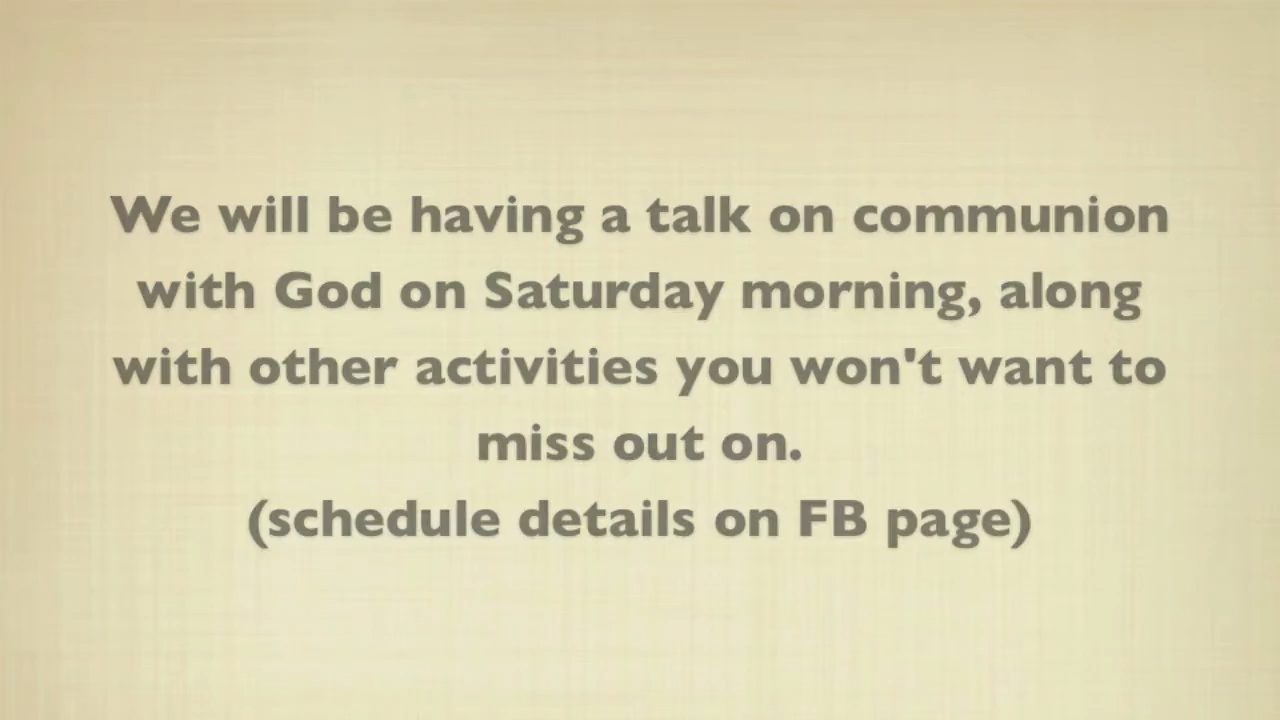 We will be having a talk on communion
with God on Saturday morning, along
with other activities you won't want to
miss out on.
(schedule details on FB page)